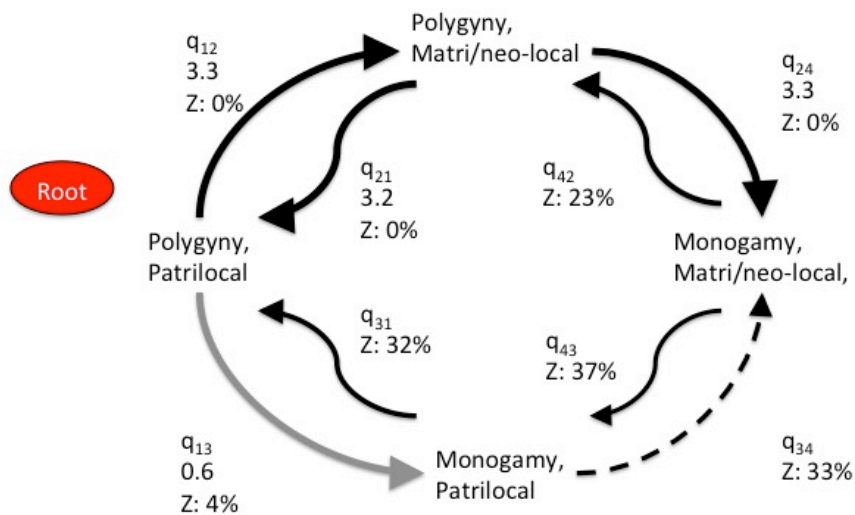 Polygyny,
Matri/neo-local
q12
3.3
Z: 0%
q24
3.3
Z: 0%
q21
3.2
Z: 0%
q42
Z: 23%
Root
Polygyny,
Patrilocal
Monogamy,
Matri/neo-local,
q31
Z: 32%
q43
Z: 37%
q13
0.6
Z: 4%
Monogamy,
Patrilocal
q34
Z: 33%